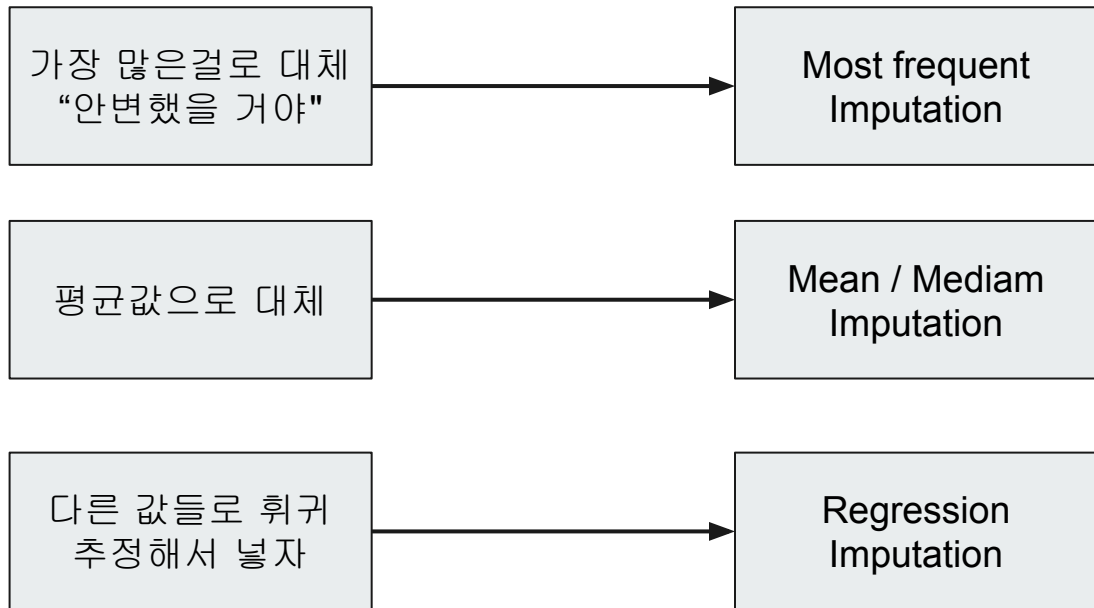 가장 많은걸로 대체
“안변했을 거야"
Most frequent
Imputation
평균값으로 대체
Mean / Mediam
Imputation
다른 값들로 휘귀
추정해서 넣자
Regression
Imputation